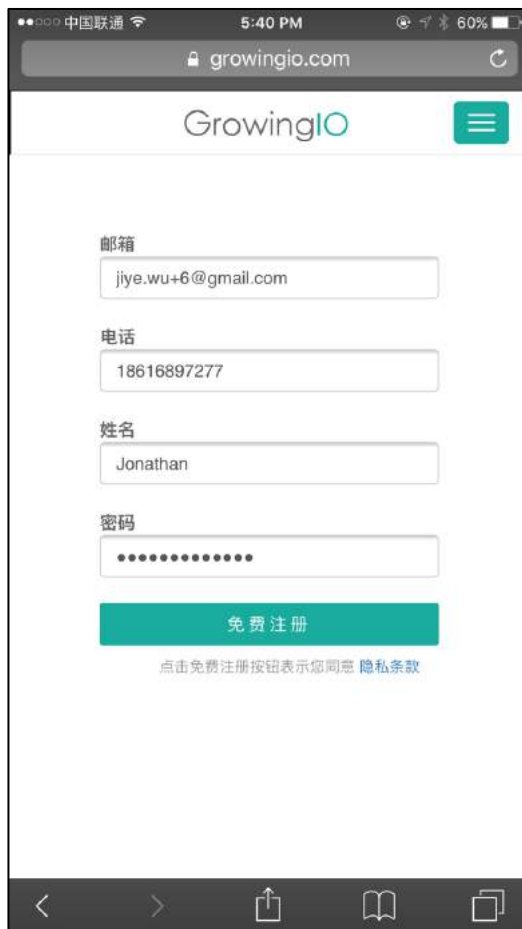 中国联通 5:40 PM 60%
growingio.com
GrowingIO
邮箱
jiye.wu+6@gmail.com
电话
18616897277
姓名
Jonathan
密码
•••••••••••••
免费注册
点击免费注册按钮表示您同意 隐私条款